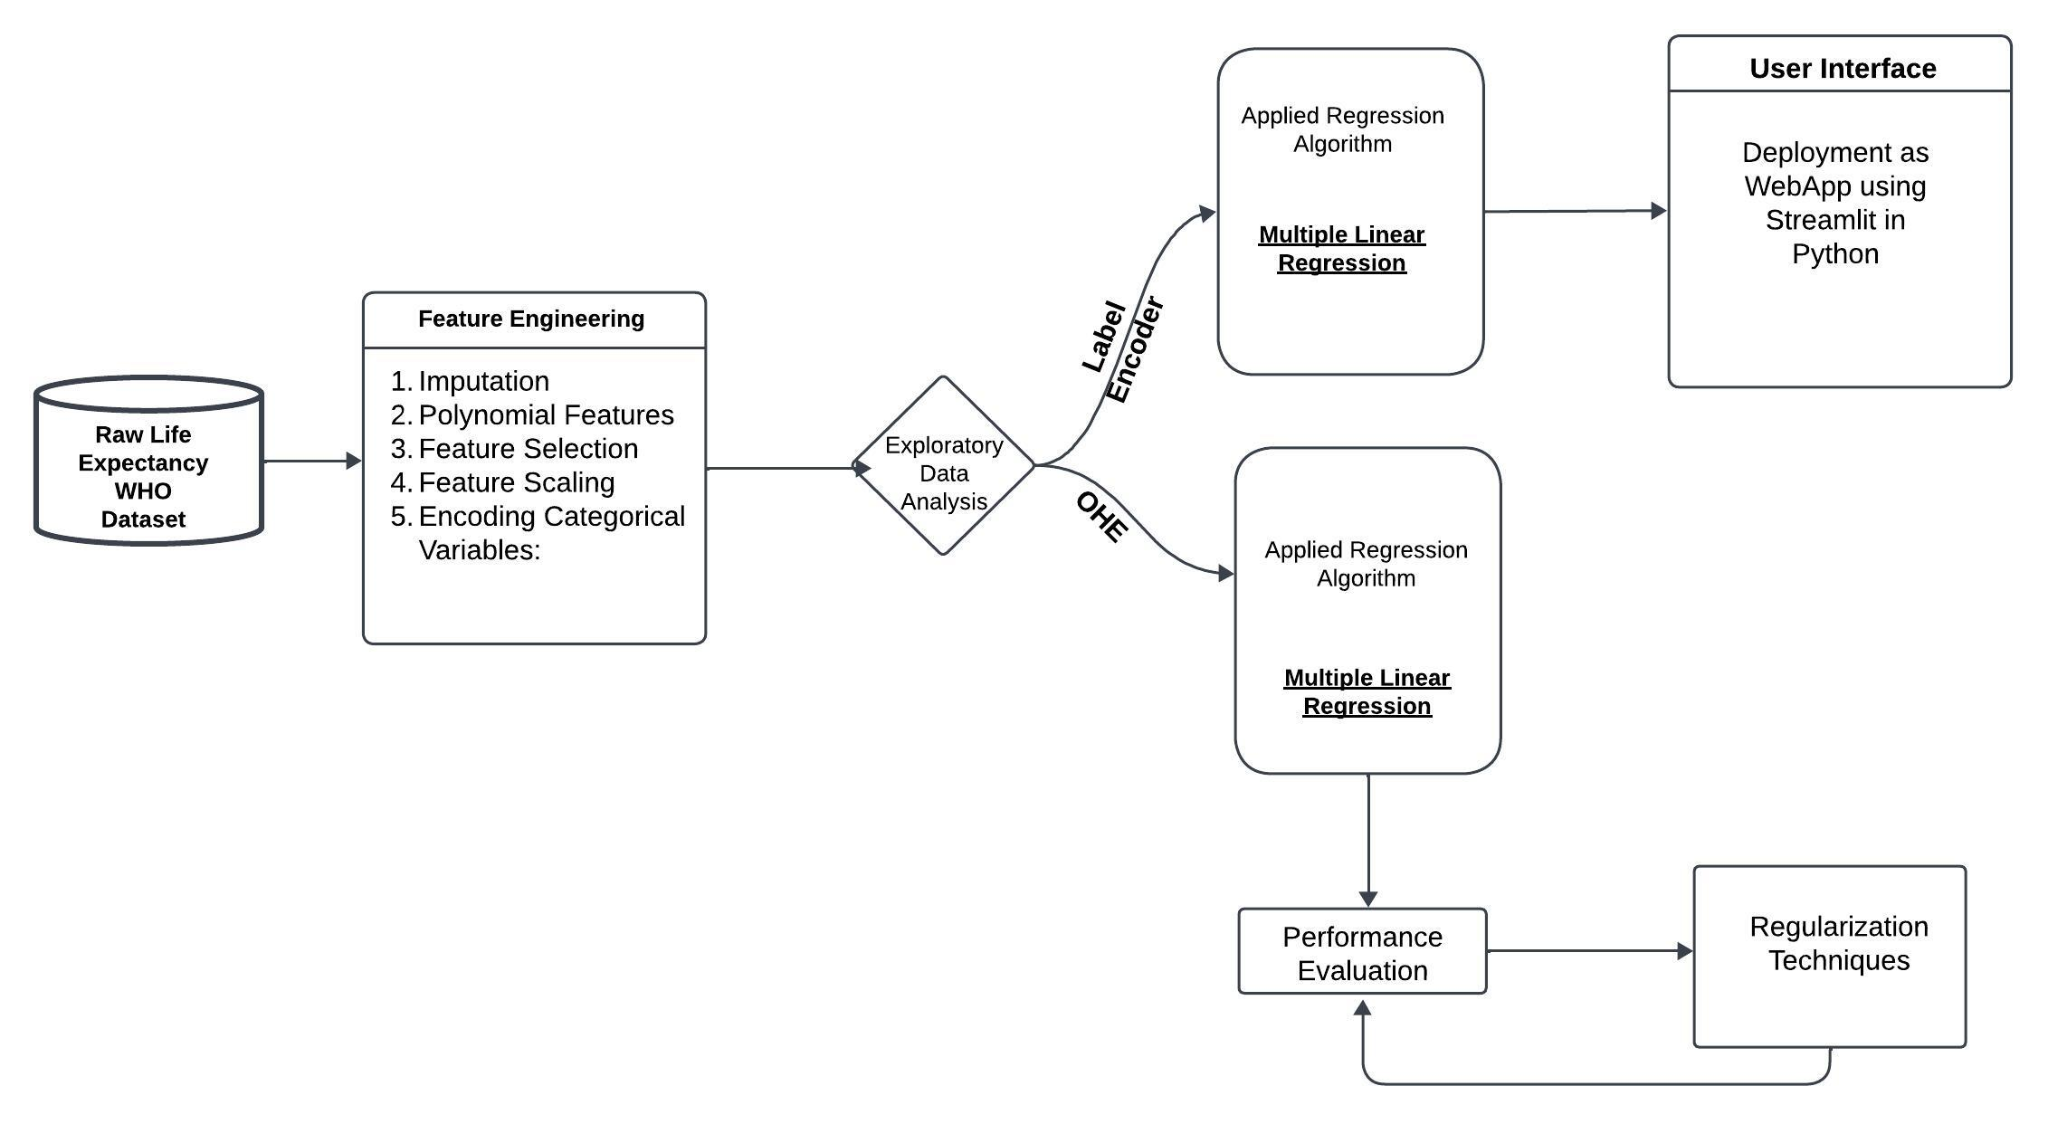 Raw Life
Expectancy
WHO
Dataset
Feature Engineering
1. Imputation
2. Polynomial Features
3. Feature Selection
4. Feature Scaling
5. Encoding Categorical
Variables:
Exploratory
Data
Analysis
Label
Encoder
OHE
Applied Regression
Algorithm
Multiple Linear
Regression
User Interface
Deployment as
WebApp using
Streamlit in
Python
Applied Regression
Algorithm
Multiple Linear
Regression
Performance
Evaluation
Regularization
Techniques